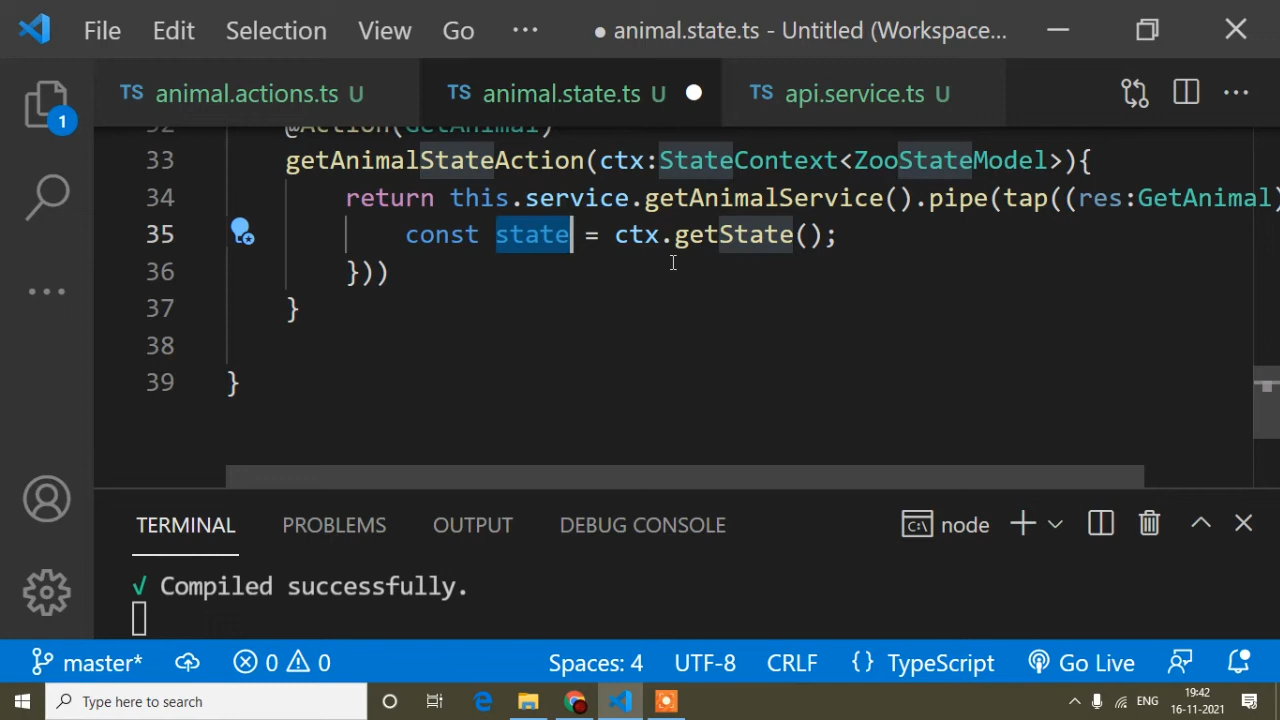 File Edit Selection View Go ··· ● animal.state.ts - Untitled (Workspace...
TS animal.actions.ts U TS animal.state.ts U ● TS api.service.ts U ···
32 @Action(GetAnimal)
33 getAnimalStateAction(ctx:StateContext<ZooStateModel>){
34 return this.service.getAnimalService().pipe(tap((res:GetAnimal)
35 const state = ctx.getState();
36 }))
37 }
38
39 }
1
TERMINAL PROBLEMS OUTPUT DEBUG CONSOLE node
√ Compiled successfully.
master* 0 0 Spaces: 4 UTF-8 CRLF {} TypeScript Go Live
Type here to search ENG 19:42
16-11-2021